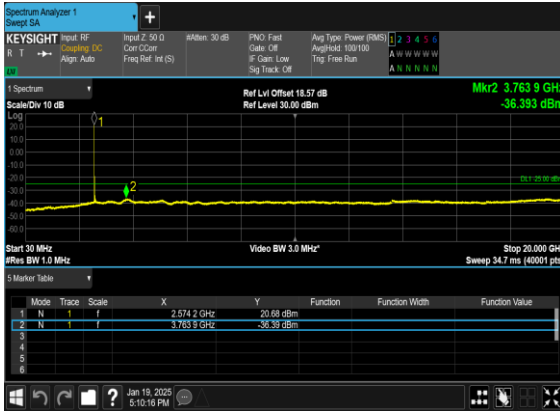 Spectrum Analyzer 1
Swept SA
+
KEYSIGHT Input: RF Input Z: 50 Ω #Atten: 30 dB PNO: Fast Avg Type: Power (RMS) 1 2 3 4 5 6
R T Coupling: DC Corr CCorr Gate: Off Avg|Hold: 100/100 A W W W W W
Align: Auto Freq Ref: Int (S) IF Gain: Low Trig: Free Run
LXI Sig Track: Off A N N N N N
1 Spectrum Ref Lvl Offset 18.57 dB Mkr2 3.763 9 GHz
Scale/Div 10 dB Ref Level 30.00 dBm -36.393 dBm
Log
20.0
10.0
0.00
-10.0
-20.0
-30.0
-40.0
-50.0
-60.0
1
2
DL1 -25.00 dBm
Start 30 MHz Video BW 3.0 MHz* Stop 20.000 GHz
#Res BW 1.0 MHz Sweep 34.7 ms (40001 pts)
5 Marker Table
Mode Trace Scale X Y Function Function Width Function Value
1 N 1 f 2.574 2 GHz 20.68 dBm
2 N 1 f 3.763 9 GHz -36.39 dBm
3
4
5
6
? Jan 19, 2025
5:10:16 PM